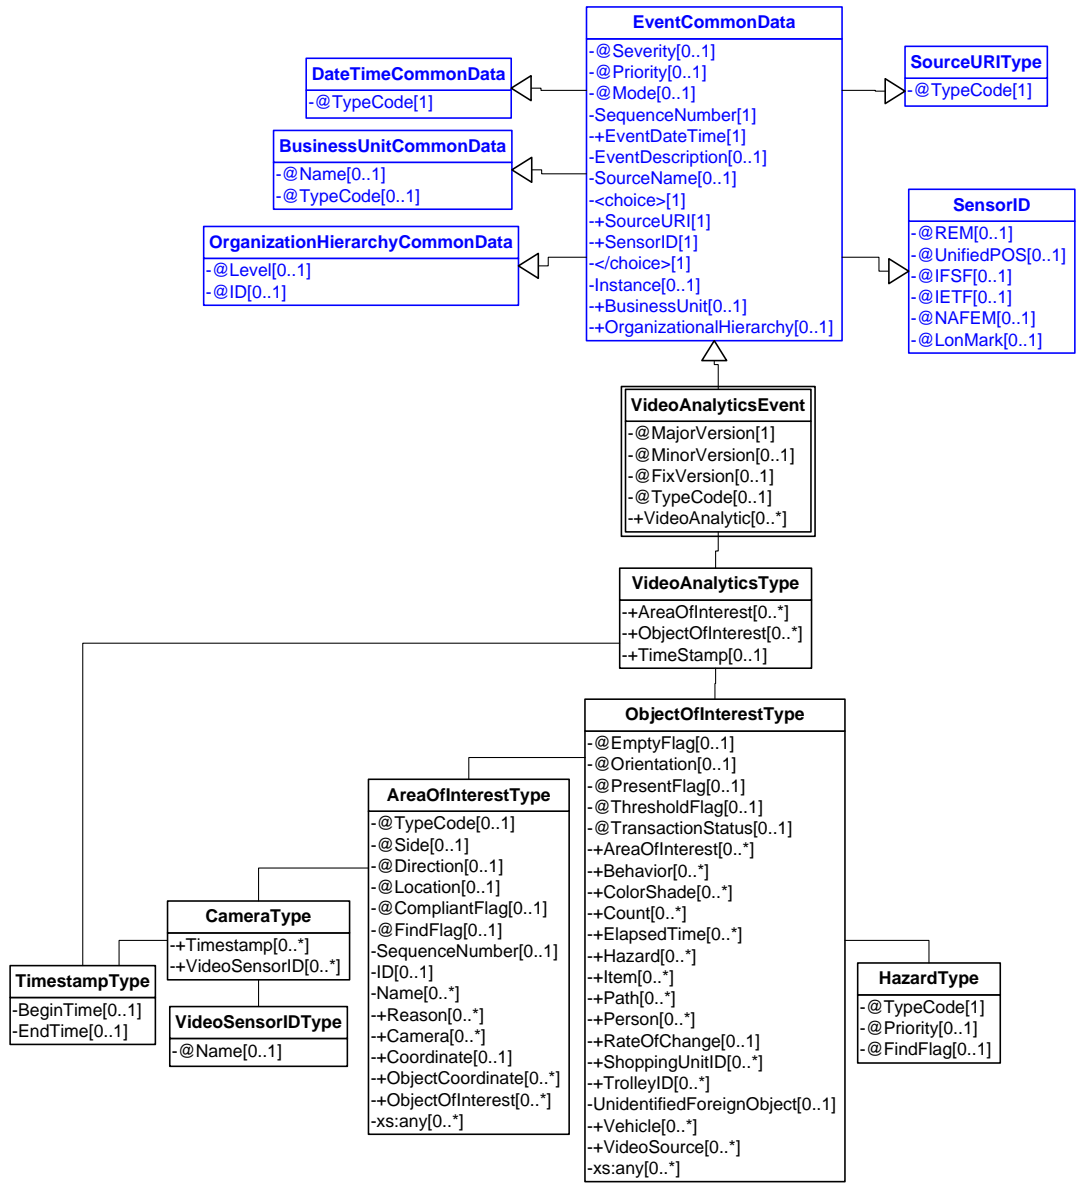 EventCommonData
-@Severity[0..1]
-@Priority[0..1]
-@Mode[0..1]
-SequenceNumber[1]
-+EventDateTime[1]
-EventDescription[0..1]
-SourceName[0..1]
-<choice>[1]
-+SourceURI[1]
-+SensorID[1]
-</choice>[1]
-Instance[0..1]
-+BusinessUnit[0..1]
-+OrganizationalHierarchy[0..1]
DateTimeCommonData
-@TypeCode[1]
BusinessUnitCommonData
-@Name[0..1]
-@TypeCode[0..1]
OrganizationHierarchyCommonData
-@Level[0..1]
-@ID[0..1]
SourceURIType
-@TypeCode[1]
SensorID
-@REM[0..1]
-@UnifiedPOS[0..1]
-@IFSF[0..1]
-@IETF[0..1]
-@NAFEM[0..1]
-@LonMark[0..1]
VideoAnalyticsEvent
-@MajorVersion[1]
-@MinorVersion[0..1]
-@FixVersion[0..1]
-@TypeCode[0..1]
-+VideoAnalytic[0..*]
VideoAnalyticsType
-+AreaOfInterest[0..*]
-+ObjectOfInterest[0..*]
-+TimeStamp[0..1]
ObjectOfInterestType
-@EmptyFlag[0..1]
-@Orientation[0..1]
-@PresentFlag[0..1]
-@ThresholdFlag[0..1]
-@TransactionStatus[0..1]
-+AreaOfInterest[0..*]
-+Behavior[0..*]
-+ColorShade[0..*]
-+Count[0..*]
-+ElapsedTime[0..*]
-+Hazard[0..*]
-+Item[0..*]
-+Path[0..*]
-+Person[0..*]
-+RateOfChange[0..1]
-+ShoppingUnitID[0..*]
-+TrolleyID[0..*]
-UnidentifiedForeignObject[0..1]
-+Vehicle[0..*]
-+VideoSource[0..*]
-xs:any[0..*]
AreaOfInterestType
-@TypeCode[0..1]
-@Side[0..1]
-@Direction[0..1]
-@Location[0..1]
-@CompliantFlag[0..1]
-@FindFlag[0..1]
-SequenceNumber[0..1]
-ID[0..1]
-Name[0..*]
-+Reason[0..*]
-+Camera[0..*]
-+Coordinate[0..1]
-+ObjectCoordinate[0..*]
-+ObjectOfInterest[0..*]
-xs:any[0..*]
CameraType
-+Timestamp[0..*]
-+VideoSensorID[0..*]
TimestampType
-BeginTime[0..1]
-EndTime[0..1]
VideoSensorIDType
-@Name[0..1]
HazardType
-@TypeCode[1]
-@Priority[0..1]
-@FindFlag[0..1]